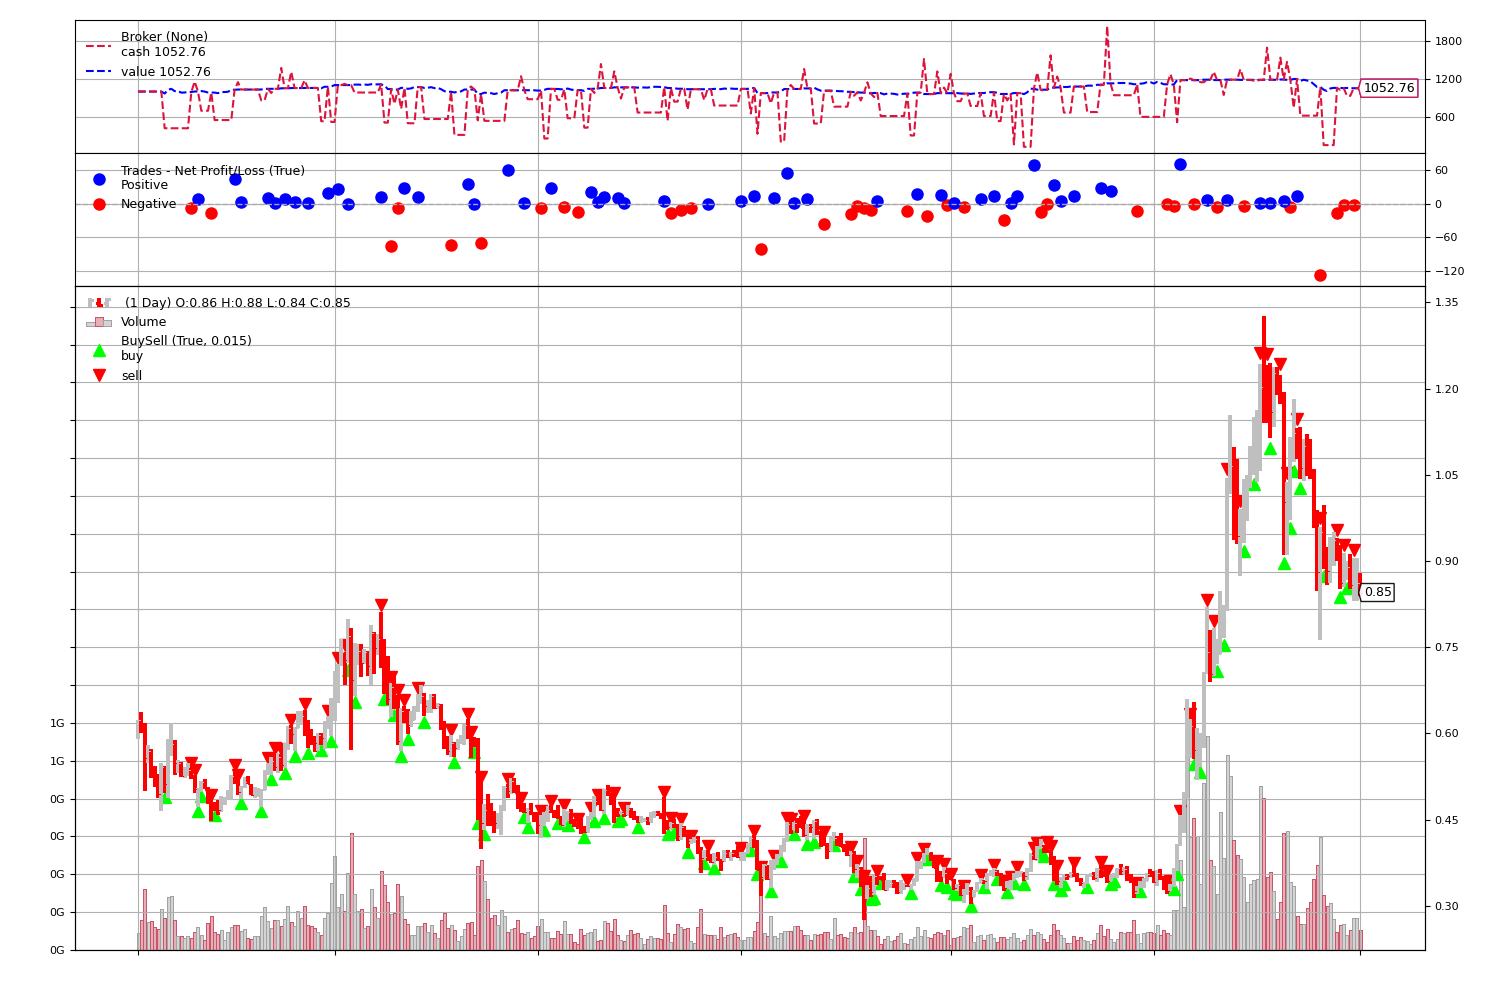 Broker (None)
cash 1052.76
value 1052.76
1800
1200
1052.76
600
Trades - Net Profit/Loss (True)
Positive
Negative
60
0
−60
−120
(1 Day) O:0.86 H:0.88 L:0.84 C:0.85
Volume
BuySell (True, 0.015)
buy
sell
1.35
1.20
1.05
0.90
0.85
0.75
0.60
0.45
0.30
1G
1G
0G
0G
0G
0G
0G